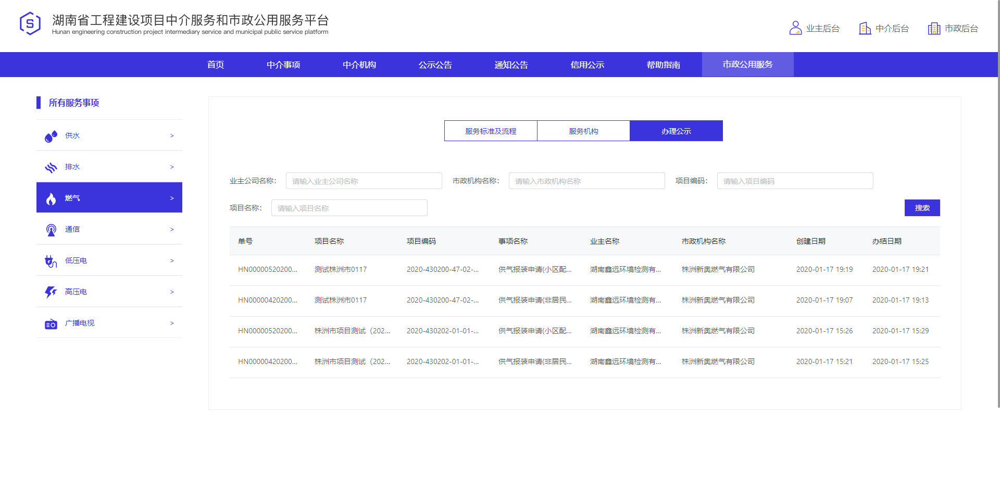 湖南省工程建设项目中介服务和市政公用服务平台
Hunan engineering construction project intermediary service and municipal public service platform
业主后台 中介后台 市政后台
首页 中介事项 中介机构 公示公告 通知公告 信用公示 帮助指南 市政公用服务
所有服务事项
供水 >
排水 >
燃气 >
通信 >
低压电 >
高压电 >
广播电视 >
服务标准及流程 服务机构 办理公示
业主公司名称： 请输入业主公司名称 市政机构名称： 请输入市政机构名称 项目编码： 请输入项目编码
项目名称： 请输入项目名称 搜索
单号 项目名称 项目编码 事项名称 业主名称 市政机构名称 创建日期 办结日期
HN00000520200... 测试株洲市0117 2020-430200-47-02-... 供气报装申请(小区配... 湖南鑫远环境检测有... 株洲新奥燃气有限公司 2020-01-17 19:19 2020-01-17 19:21
HN00000420200... 测试株洲市0117 2020-430200-47-02-... 供气报装申请(非居民... 湖南鑫远环境检测有... 株洲新奥燃气有限公司 2020-01-17 19:07 2020-01-17 19:13
HN00000520200... 株洲市项目测试（202... 2020-430202-01-01-... 供气报装申请(小区配... 湖南鑫远环境检测有... 株洲新奥燃气有限公司 2020-01-17 15:26 2020-01-17 15:29
HN00000420200... 株洲市项目测试（202... 2020-430202-01-01-... 供气报装申请(非居民... 湖南鑫远环境检测有... 株洲新奥燃气有限公司 2020-01-17 15:21 2020-01-17 15:25